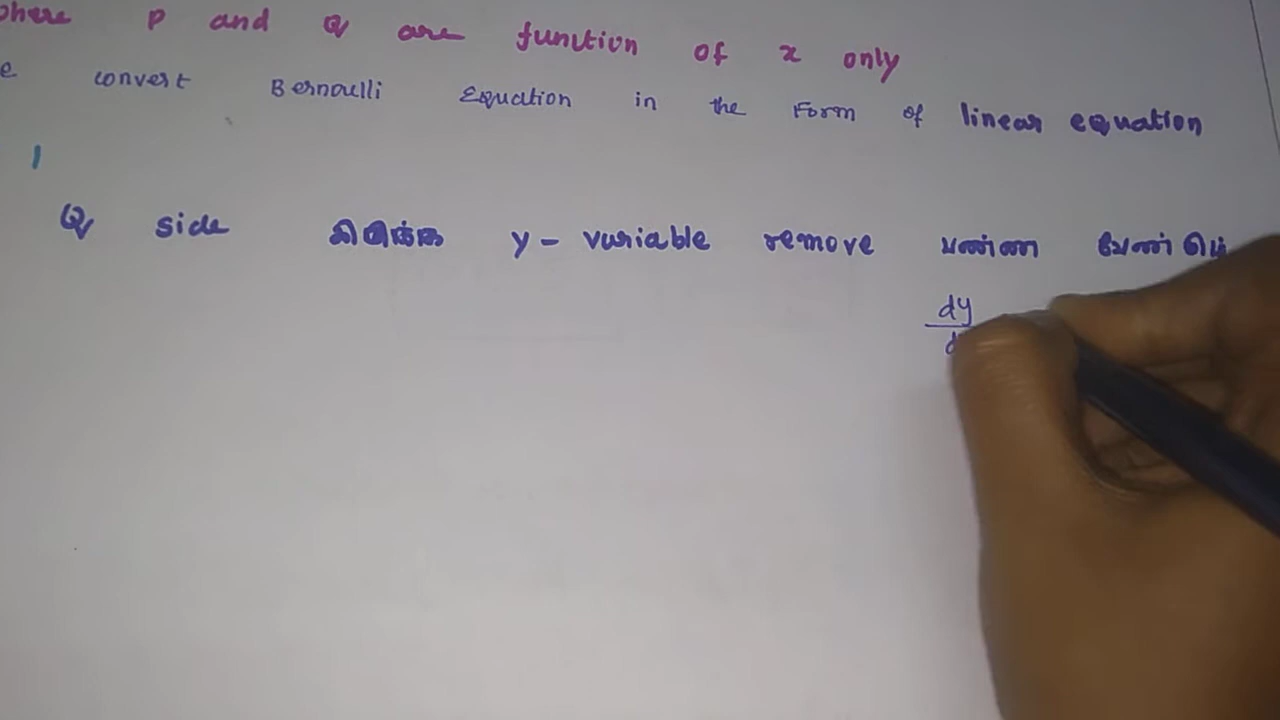 where P and Q are function of x only
e convert Bernoulli Equation in the Form of linear equation
1
Q side இருக்க y - variable remove பண்ண வேண்டும்
dy
d